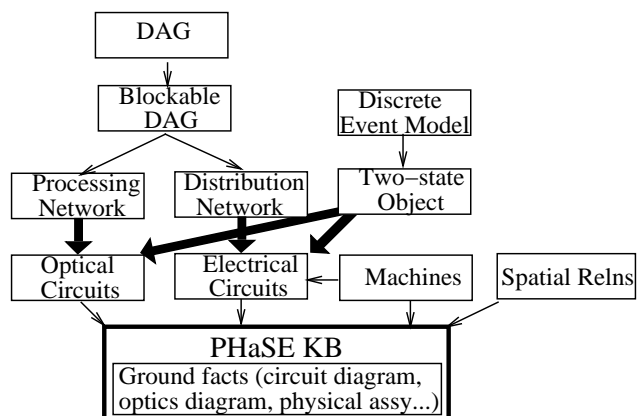 DAG
Blockable
DAG
Discrete
Event Model
Processing
Network
Distribution
Network
Two-state
Object
Optical
Circuits
Electrical
Circuits
Machines
Spatial Relns
PHaSE KB
Ground facts (circuit diagram,
optics diagram, physical assy...)